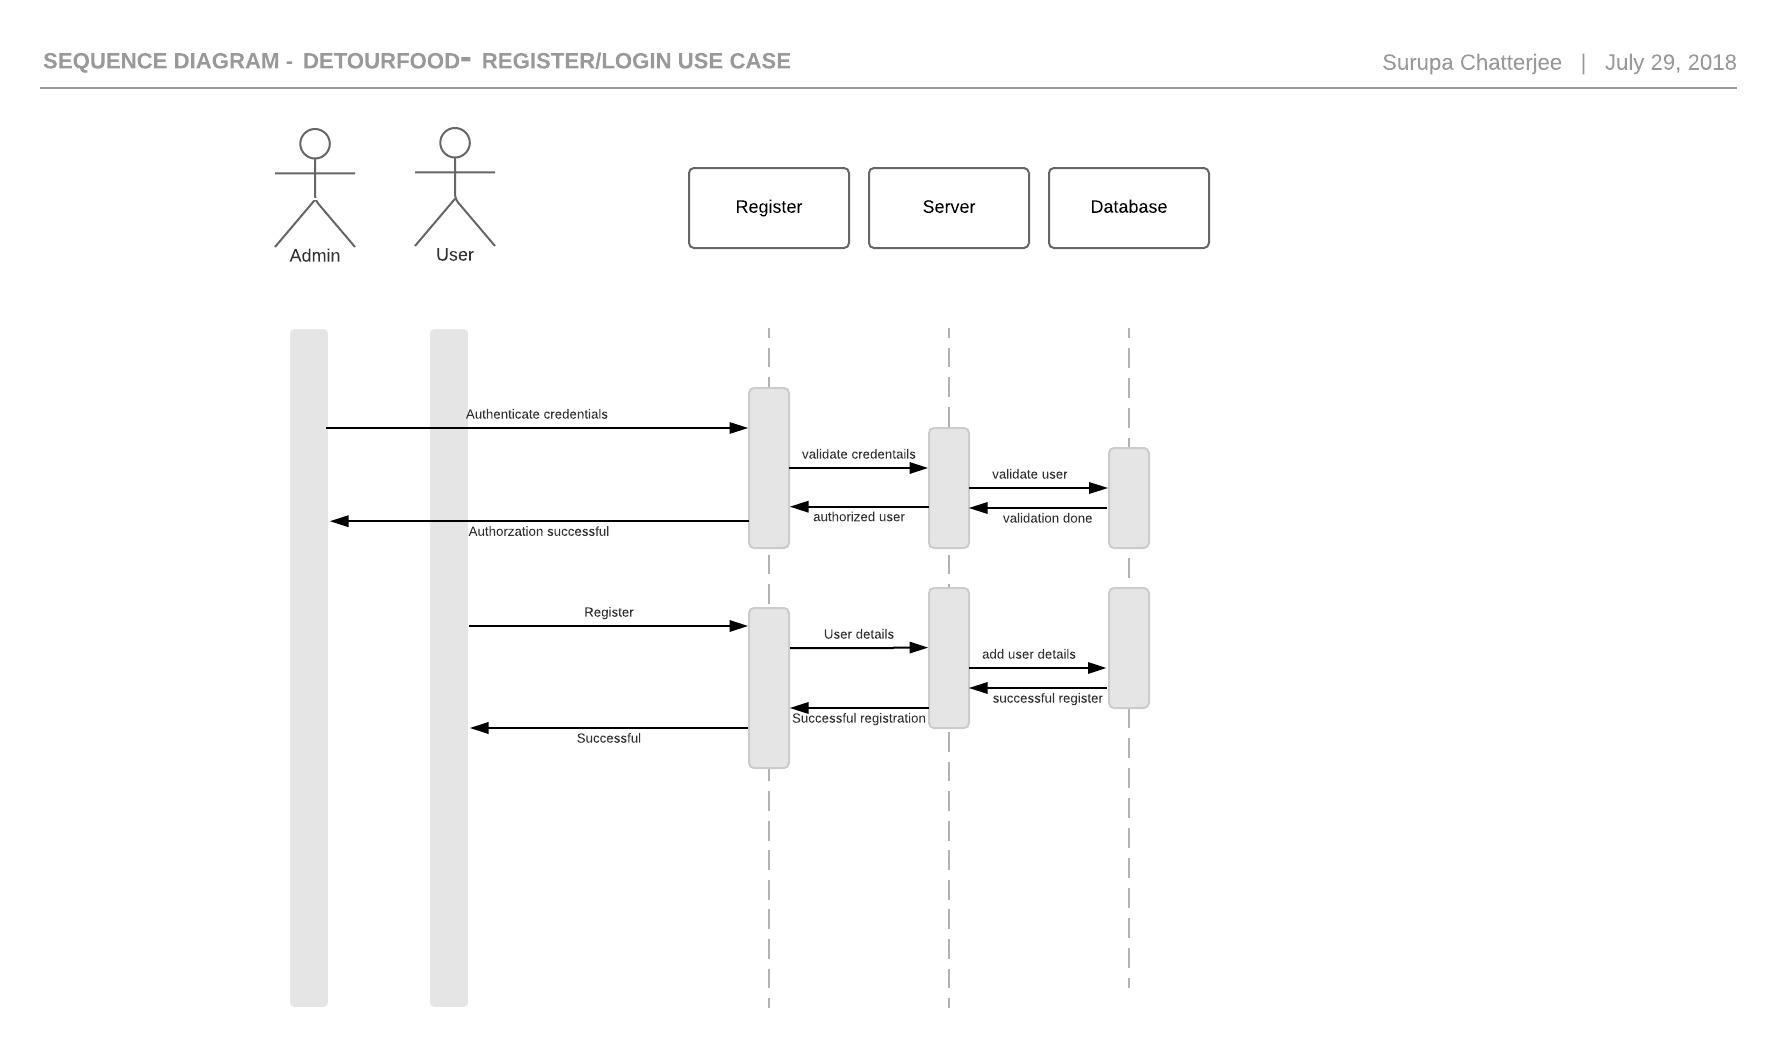 SEQUENCE DIAGRAM - DETOURFOOD- REGISTER/LOGIN USE CASE
Surupa Chatterjee | July 29, 2018
Admin
User
Register
Server
Database
Authenticate credentials
validate credentails
validate user
authorized user
validation done
Authorzation successful
Register
User details
add user details
successful register
Successful registration
Successful